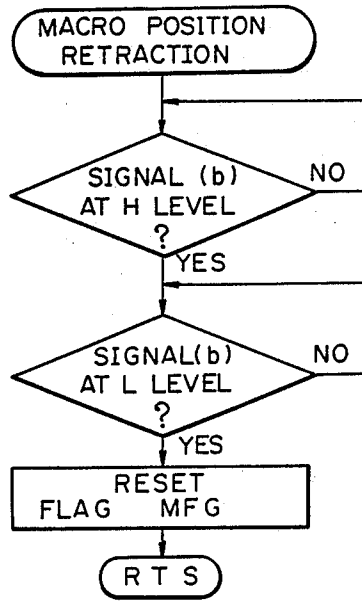 MACRO POSITION
RETRACTION
SIGNAL (b)
AT H LEVEL
?
NO
YES
SIGNAL(b)
AT L LEVEL
?
NO
YES
RESET
FLAG MFG
RTS